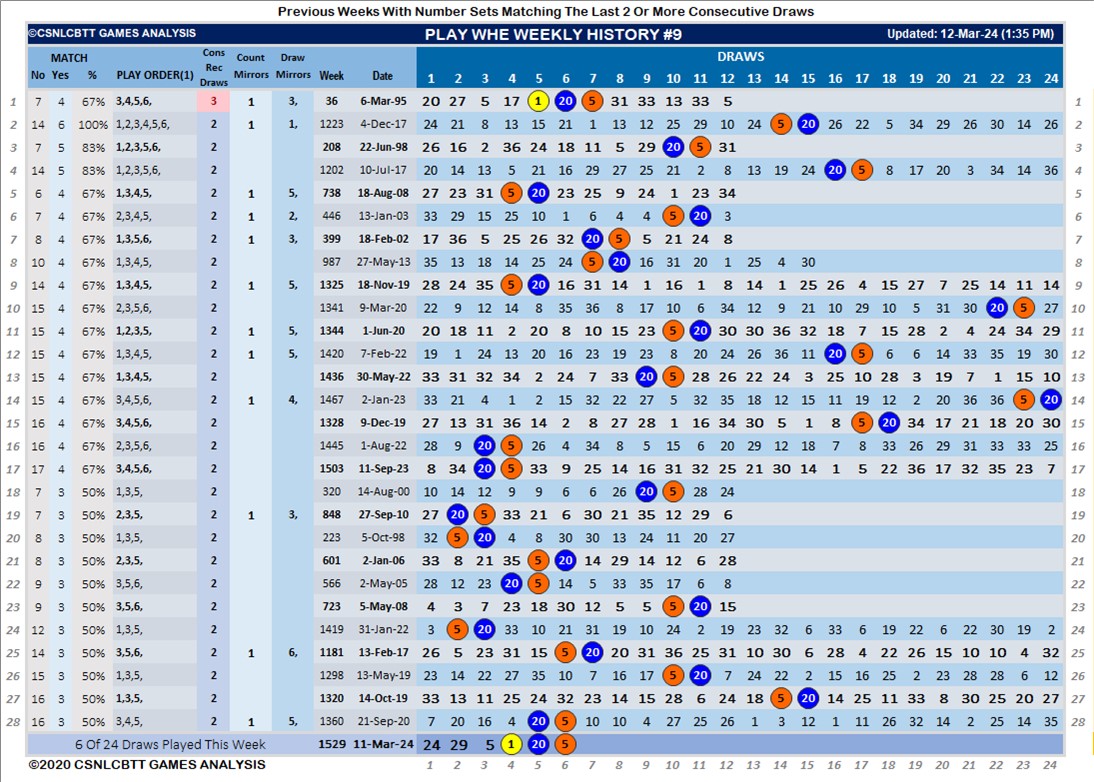 Previous Weeks With Number Sets Matching The Last 2 Or More Consecutive Draws
©CSNLCBTT GAMES ANALYSIS PLAY WHE WEEKLY HISTORY #9 Updated: 12-Mar-24 (1:35 PM)
MATCH Cons Count Draw DRAWS
No Yes % PLAY ORDER(1) Rec Draws Mirrors Mirrors Week Date 1 2 3 4 5 6 7 8 9 10 11 12 13 14 15 16 17 18 19 20 21 22 23 24
1 7 4 67% 3,4,5,6, 3 1 3, 36 6-Mar-95 20 27 5 17 1 20 5 31 33 13 33 5 1
2 14 6 100% 1,2,3,4,5,6, 2 1 1, 1223 4-Dec-17 24 21 8 13 15 21 1 13 12 25 29 10 24 5 20 26 22 5 34 29 26 30 14 26 2
3 7 5 83% 1,2,3,5,6, 2 208 22-Jun-98 26 16 2 36 24 18 11 5 29 20 5 31 3
4 14 5 83% 1,2,3,5,6, 2 1202 10-Jul-17 20 14 13 5 21 16 29 27 25 21 2 8 13 19 24 20 5 8 17 20 3 34 14 36 4
5 6 4 67% 1,3,4,5, 2 1 5, 738 18-Aug-08 27 23 31 5 20 23 25 9 24 1 23 34 5
6 7 4 67% 2,3,4,5, 2 1 2, 446 13-Jan-03 33 29 15 25 10 1 6 4 4 5 20 3 6
7 8 4 67% 1,3,5,6, 2 1 3, 399 18-Feb-02 17 36 5 25 26 32 20 5 5 21 24 8 7
8 10 4 67% 1,3,4,5, 2 987 27-May-13 35 13 18 14 25 24 5 20 16 31 20 1 25 4 30 8
9 14 4 67% 1,3,4,5, 2 1 5, 1325 18-Nov-19 28 24 35 5 20 16 31 14 1 16 1 8 14 1 25 26 4 15 27 7 25 14 11 14 9
10 14 4 67% 2,3,5,6, 2 1341 9-Mar-20 22 9 12 14 8 35 36 8 17 10 6 34 12 9 21 10 29 10 5 31 30 20 5 27 10
11 15 4 67% 1,2,3,5, 2 1 5, 1344 1-Jun-20 20 18 11 2 20 8 10 15 23 5 20 30 30 36 32 18 7 15 28 2 4 24 34 29 11
12 15 4 67% 1,3,4,5, 2 1 5, 1420 7-Feb-22 19 1 24 13 20 16 23 19 23 8 20 24 26 36 11 20 5 6 6 14 33 35 19 30 12
13 15 4 67% 1,3,4,5, 2 1436 30-May-22 33 31 32 34 2 24 7 33 20 5 28 26 22 24 3 25 10 28 3 19 7 1 15 10 13
14 15 4 67% 3,4,5,6, 2 1 4, 1467 2-Jan-23 33 21 4 1 2 15 32 22 27 5 32 35 18 12 15 11 19 12 2 20 36 36 5 20 14
15 16 4 67% 3,4,5,6, 2 1328 9-Dec-19 27 13 31 36 14 2 8 27 28 1 16 34 30 5 1 8 5 20 34 17 21 18 20 30 15
16 16 4 67% 2,3,5,6, 2 1445 1-Aug-22 28 9 20 5 26 4 34 8 5 15 6 20 29 12 18 7 8 33 26 29 31 33 33 25 16
17 17 4 67% 3,4,5,6, 2 1503 11-Sep-23 8 34 20 5 33 9 25 14 16 31 32 25 21 30 14 1 5 22 36 17 32 35 23 7 17
18 7 3 50% 1,3,5, 2 320 14-Aug-00 10 14 12 9 9 6 6 26 20 5 28 24 18
19 7 3 50% 2,3,5, 2 1 3, 848 27-Sep-10 27 20 5 33 21 6 30 21 35 12 29 6 19
20 8 3 50% 1,3,5, 2 223 5-Oct-98 32 5 20 4 8 30 30 13 24 11 20 27 20
21 8 3 50% 2,3,5, 2 601 2-Jan-06 33 8 21 35 5 20 14 29 14 12 6 28 21
22 9 3 50% 3,5,6, 2 566 2-May-05 28 12 23 20 5 14 5 33 35 17 6 8 22
23 9 3 50% 3,5,6, 2 723 5-May-08 4 3 7 23 18 30 12 5 5 5 20 15 23
24 12 3 50% 1,3,5, 2 1419 31-Jan-22 3 5 20 33 10 21 31 19 10 24 2 19 23 32 6 33 6 19 22 6 22 30 19 2 24
25 14 3 50% 3,5,6, 2 1 6, 1181 13-Feb-17 26 5 23 31 15 5 20 20 31 36 25 31 10 30 6 28 4 22 26 15 10 10 4 32 25
26 15 3 50% 1,3,5, 2 1298 13-May-19 23 14 22 27 35 10 7 16 17 5 20 7 24 22 2 15 16 25 2 23 28 28 6 12 26
27 16 3 50% 1,3,5, 2 1320 14-Oct-19 33 13 11 25 24 32 23 14 15 28 6 24 18 5 20 14 25 11 33 8 30 25 20 27 27
28 16 3 50% 3,4,5, 2 1 5, 1360 21-Sep-20 7 20 16 4 20 5 10 10 4 27 25 26 1 3 12 1 11 26 32 14 2 25 14 35 28
6 Of 24 Draws Played This Week 1529 11-Mar-24 24 29 5 1 20 5
©2020 CSNLCBTT GAMES ANALYSIS 1 2 3 4 5 6 7 8 9 10 11 12 13 14 15 16 17 18 19 20 21 22 23 24